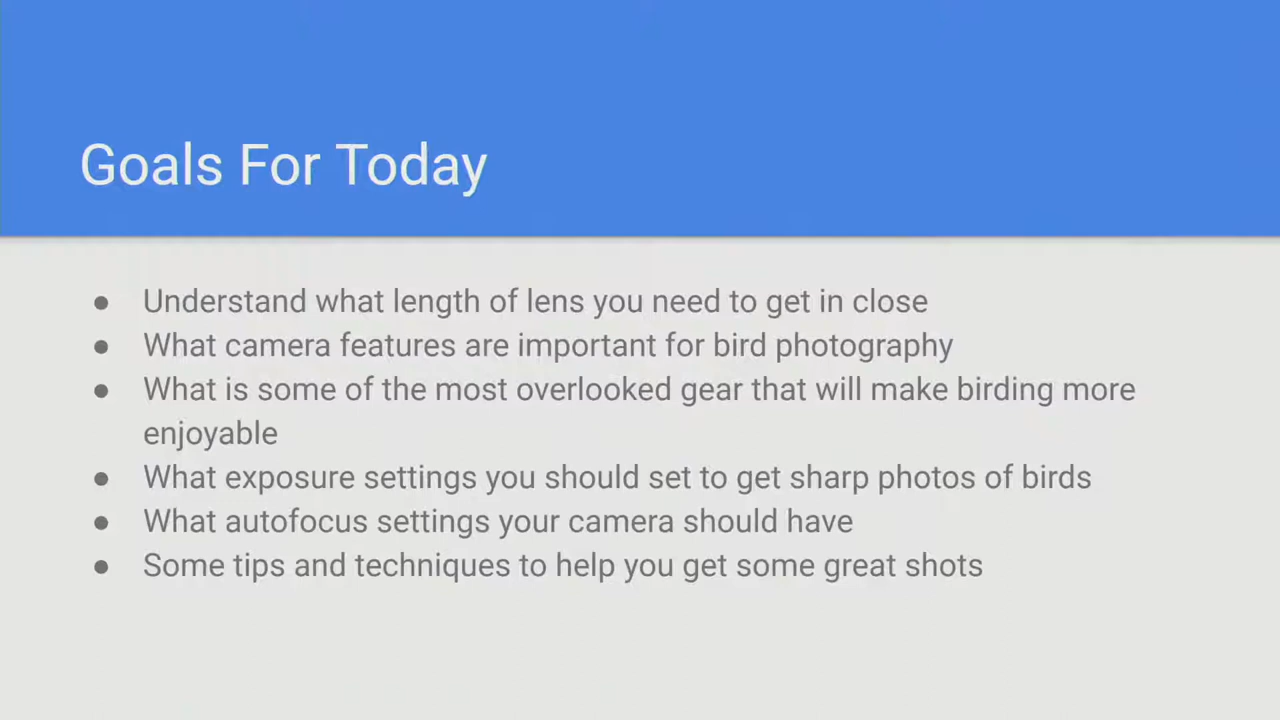 Goals For Today
● Understand what length of lens you need to get in close
● What camera features are important for bird photography
● What is some of the most overlooked gear that will make birding more
enjoyable
● What exposure settings you should set to get sharp photos of birds
● What autofocus settings your camera should have
● Some tips and techniques to help you get some great shots